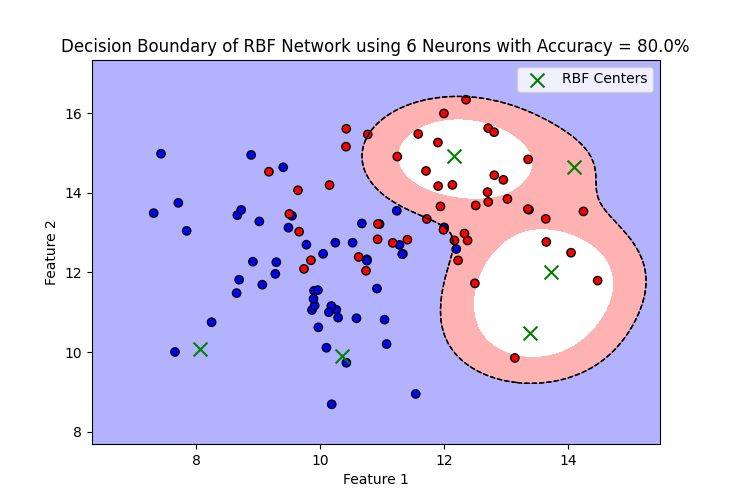 Decision Boundary of RBF Network using 6 Neurons with Accuracy = 80.0%
RBF Centers
16
14
12
10
8
Feature 2
8 10 12 14
Feature 1